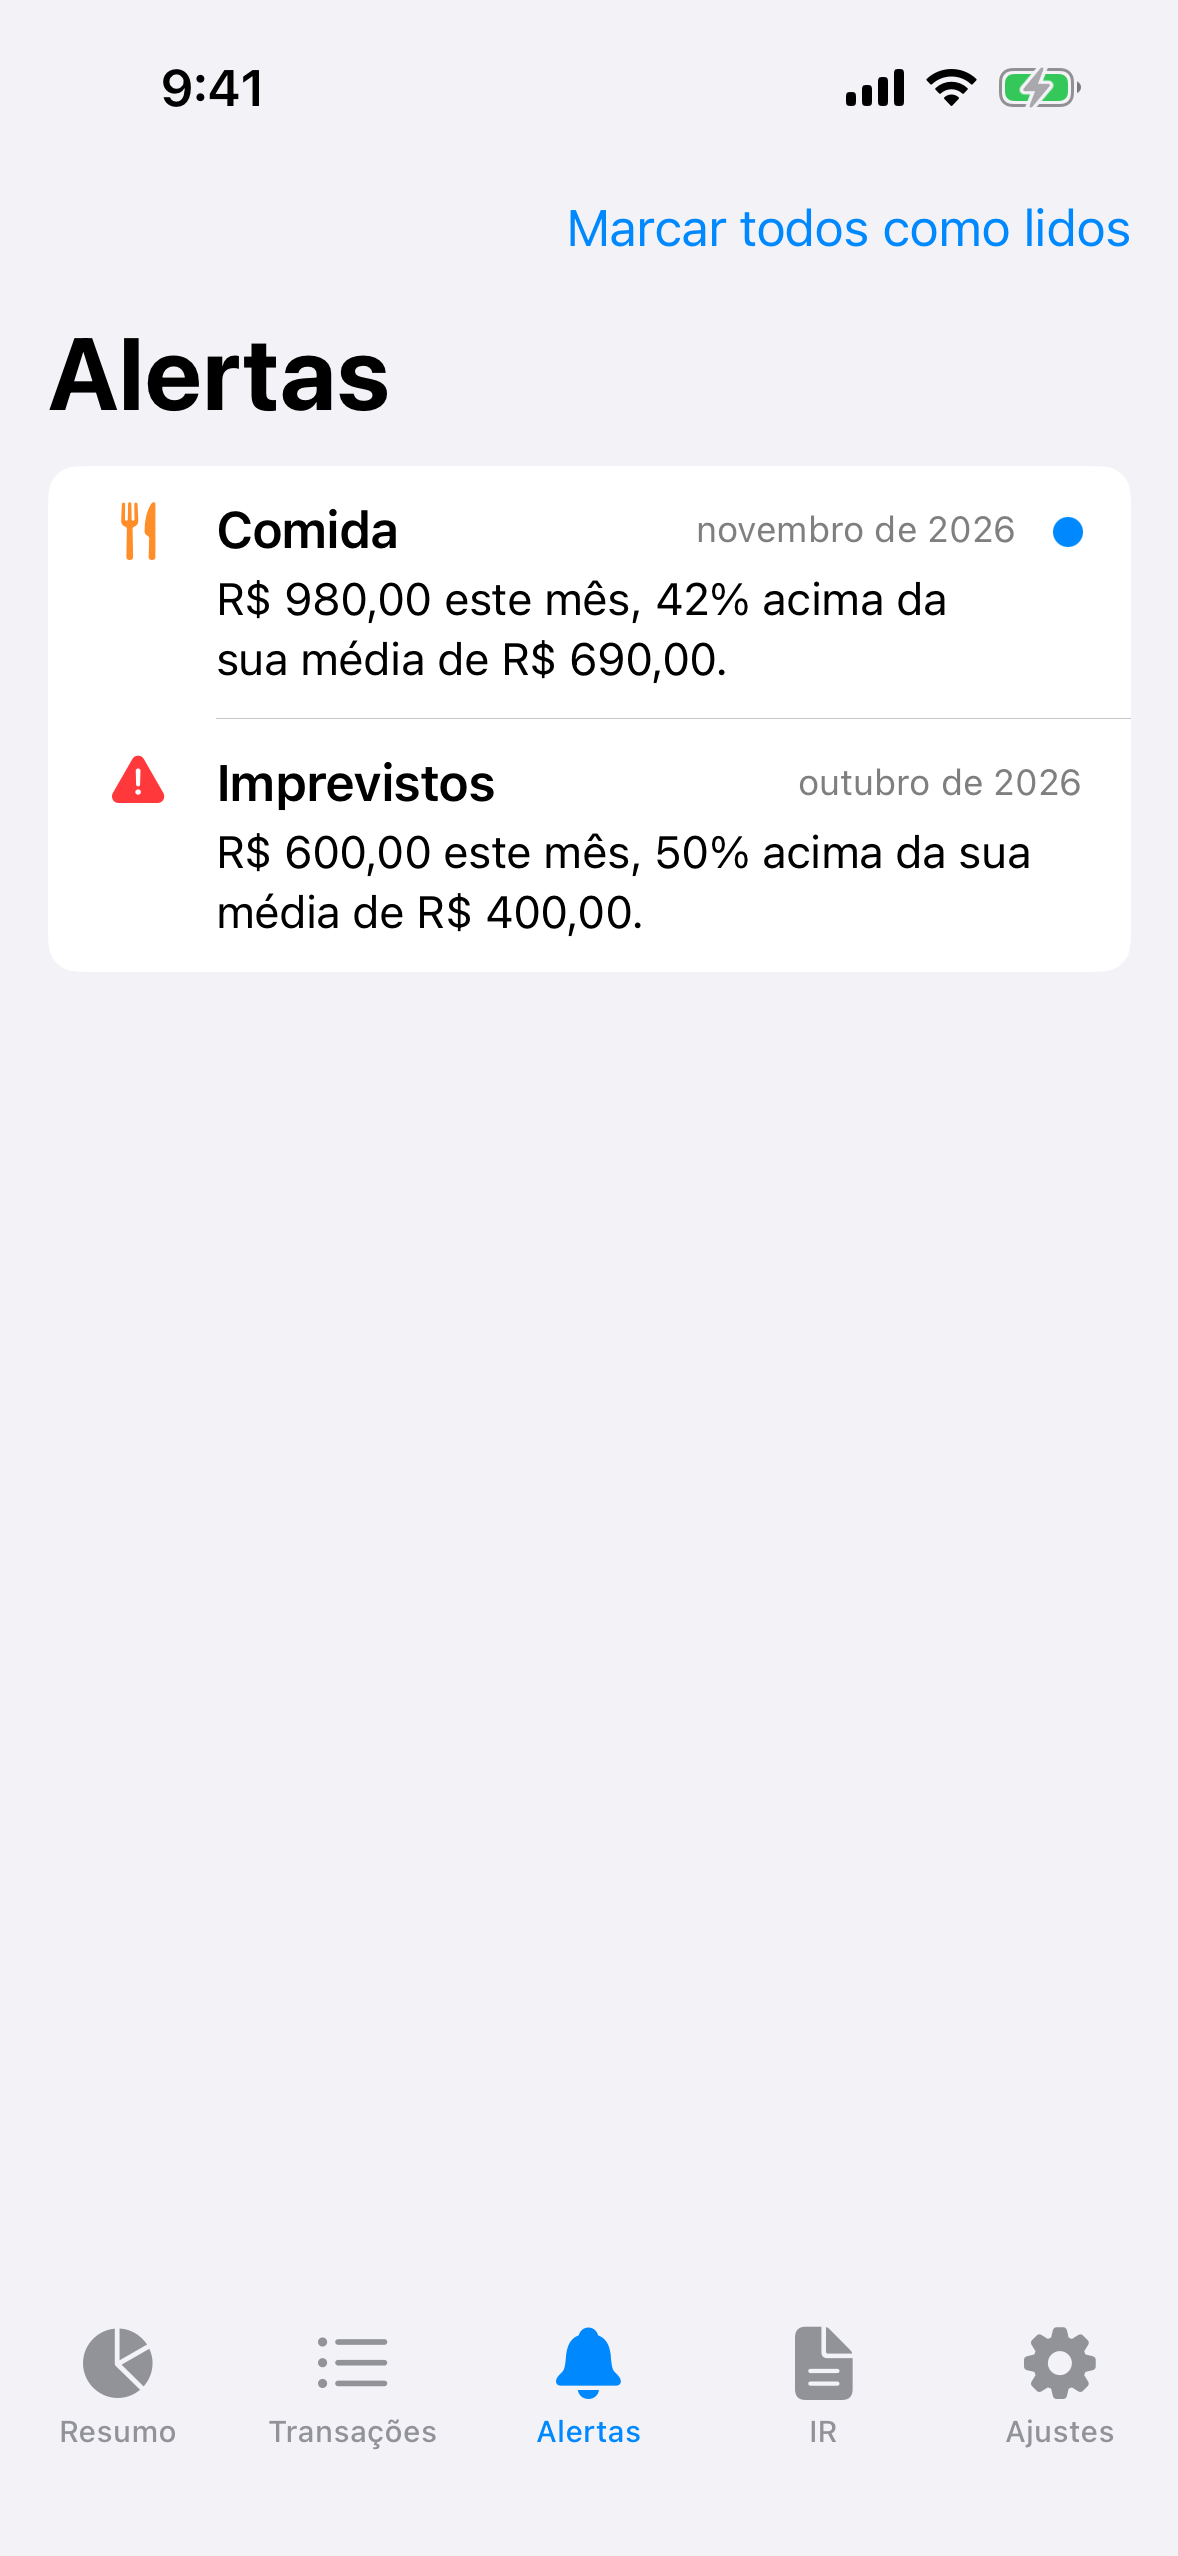 9:41
Marcar todos como lidos
Alertas
Comida novembro de 2026
R$ 980,00 este mês, 42% acima da
sua média de R$ 690,00.
Imprevistos outubro de 2026
R$ 600,00 este mês, 50% acima da sua
média de R$ 400,00.
Resumo Transações Alertas IR Ajustes